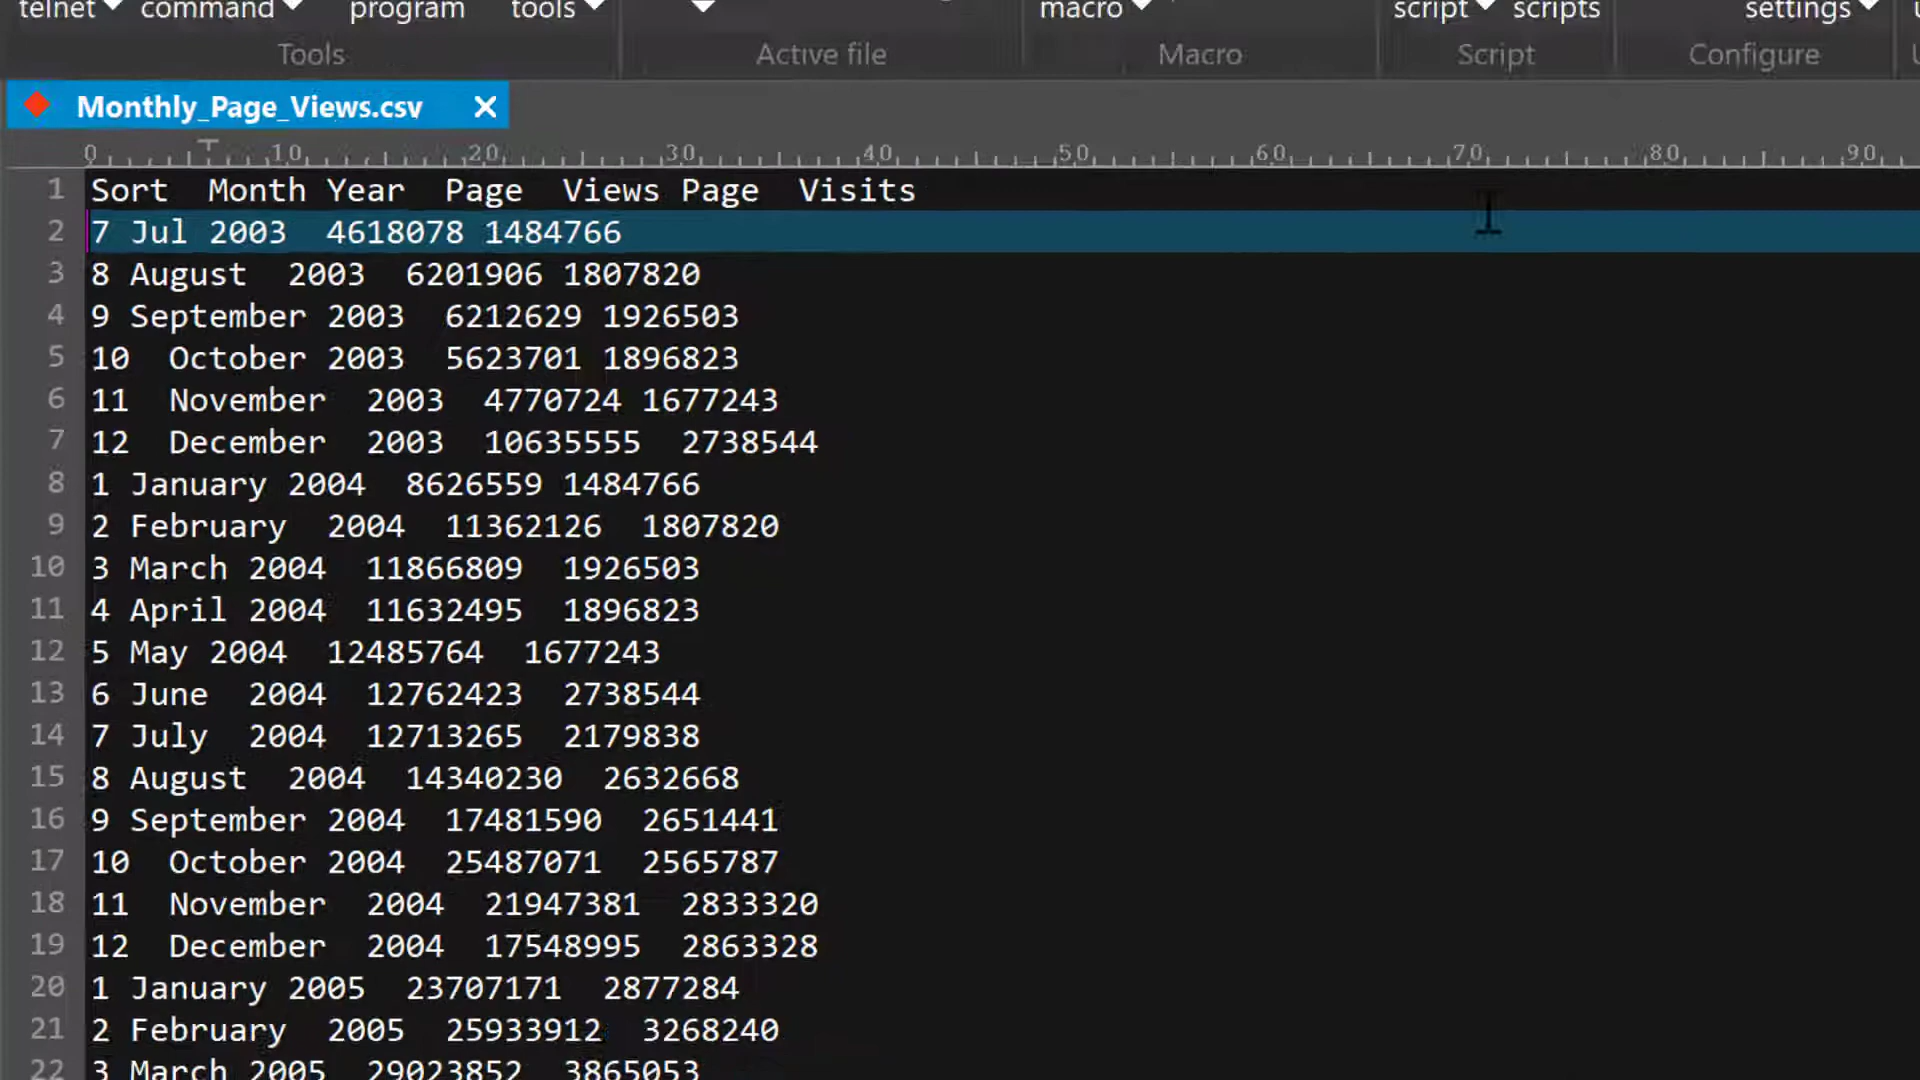 telnet command program tools macro script scripts settings
Tools Active file Macro Script Configure
Monthly_Page_Views.csv
0 10 20 30 40 50 60 70 80 90
1 Sort Month Year Page Views Page Visits
2 7 Jul 2003 4618078 1484766
3 8 August 2003 6201906 1807820
4 9 September 2003 6212629 1926503
5 10 October 2003 5623701 1896823
6 11 November 2003 4770724 1677243
7 12 December 2003 10635555 2738544
8 1 January 2004 8626559 1484766
9 2 February 2004 11362126 1807820
10 3 March 2004 11866809 1926503
11 4 April 2004 11632495 1896823
12 5 May 2004 12485764 1677243
13 6 June 2004 12762423 2738544
14 7 July 2004 12713265 2179838
15 8 August 2004 14340230 2632668
16 9 September 2004 17481590 2651441
17 10 October 2004 25487071 2565787
18 11 November 2004 21947381 2833320
19 12 December 2004 17548995 2863328
20 1 January 2005 23707171 2877284
21 2 February 2005 25933912 3268240
22 3 March 2005 29023852 3865053